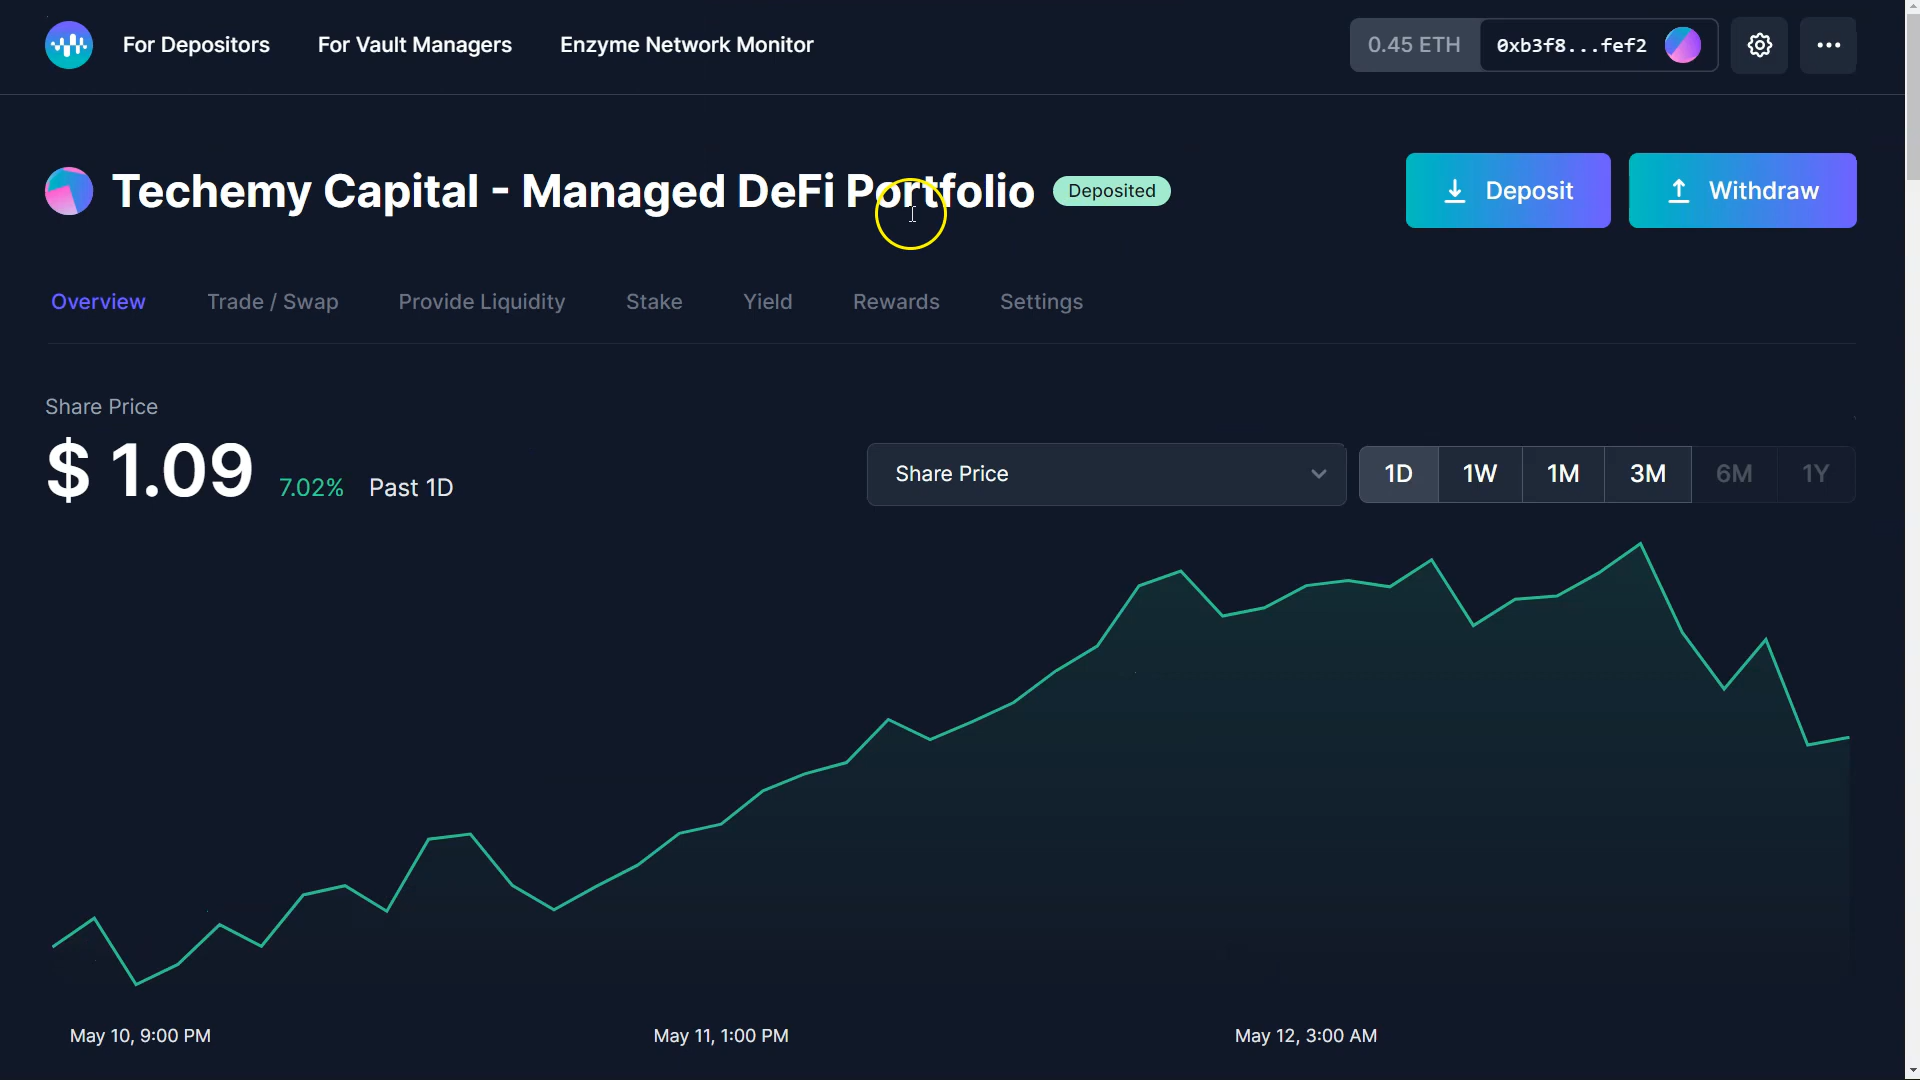 For Depositors For Vault Managers Enzyme Network Monitor 0.45 ETH 0xb3f8...fef2
Techemy Capital - Managed DeFi Portfolio Deposited Deposit Withdraw
Overview Trade / Swap Provide Liquidity Stake Yield Rewards Settings
Share Price
$ 1.09 7.02% Past 1D Share Price 1D 1W 1M 3M 6M 1Y
May 10, 9:00 PM May 11, 1:00 PM May 12, 3:00 AM